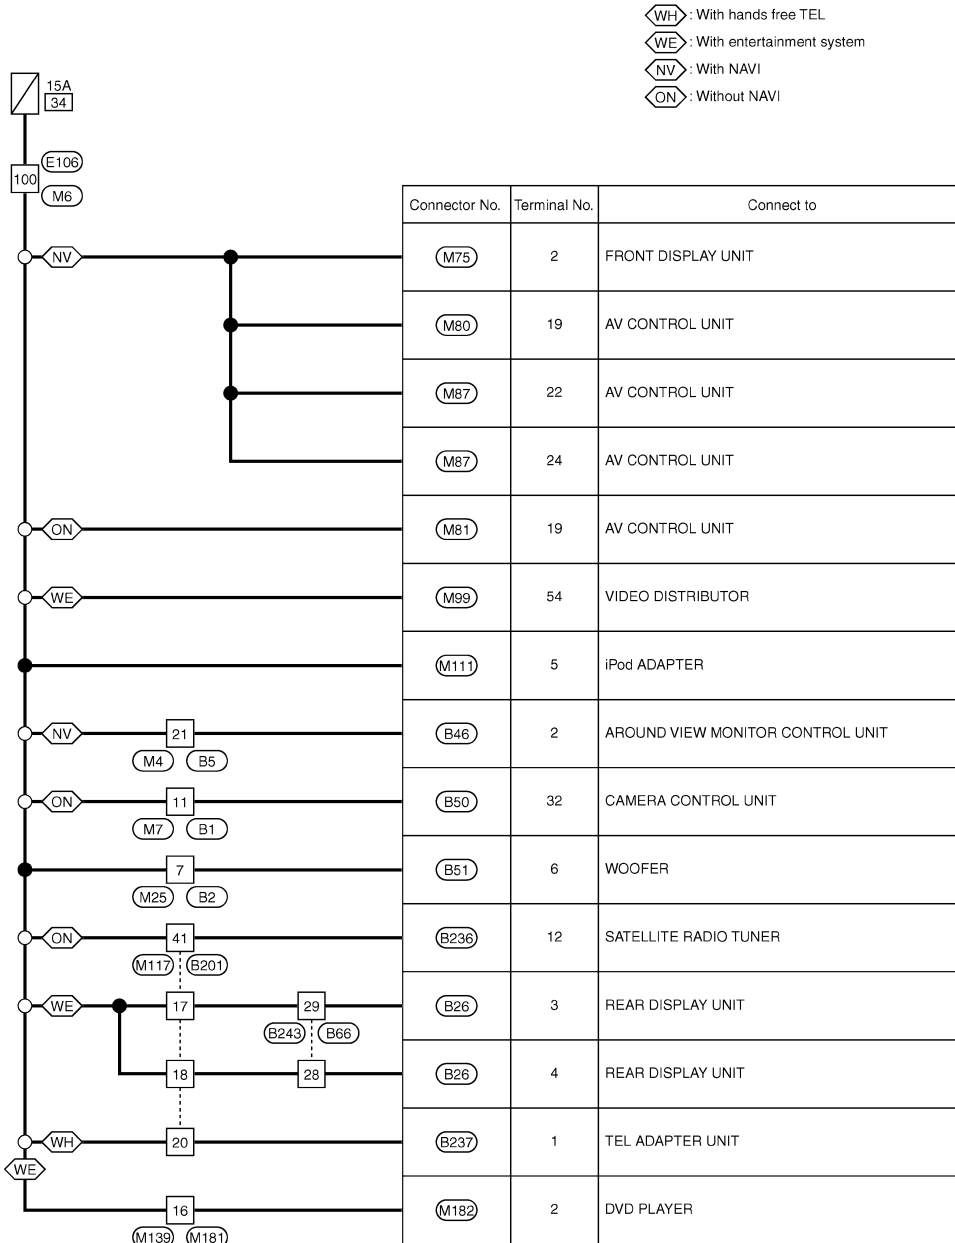 WH : With hands free TEL
WE : With entertainment system
NV : With NAVI
ON : Without NAVI
15A
34
E106
100
M6
Connector No. Terminal No. Connect to
NV M75 2 FRONT DISPLAY UNIT
M80 19 AV CONTROL UNIT
M87 22 AV CONTROL UNIT
M87 24 AV CONTROL UNIT
ON M81 19 AV CONTROL UNIT
WE M99 54 VIDEO DISTRIBUTOR
M111 5 iPod ADAPTER
NV 21 B46 2 AROUND VIEW MONITOR CONTROL UNIT
M4 B5
ON 11 B50 32 CAMERA CONTROL UNIT
M7 B1
7 B51 6 WOOFER
M25 B2
ON 41 B236 12 SATELLITE RADIO TUNER
M117 B201
WE 17 29 B26 3 REAR DISPLAY UNIT
B243 B66
18 28 B26 4 REAR DISPLAY UNIT
WH 20 B237 1 TEL ADAPTER UNIT
WE
16 M182 2 DVD PLAYER
M139 M181